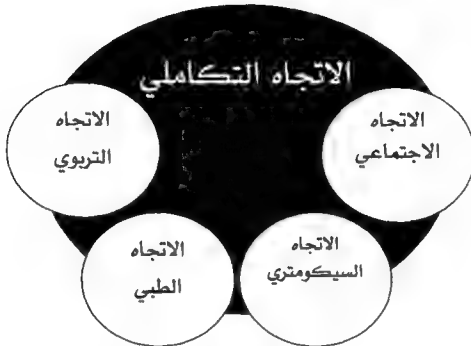 الاتجاه التكاملي
الاتجاه
الاجتماعي
الاتجاه
التربوي
الاتجاه
السيكومتري
الاتجاه
الطبي